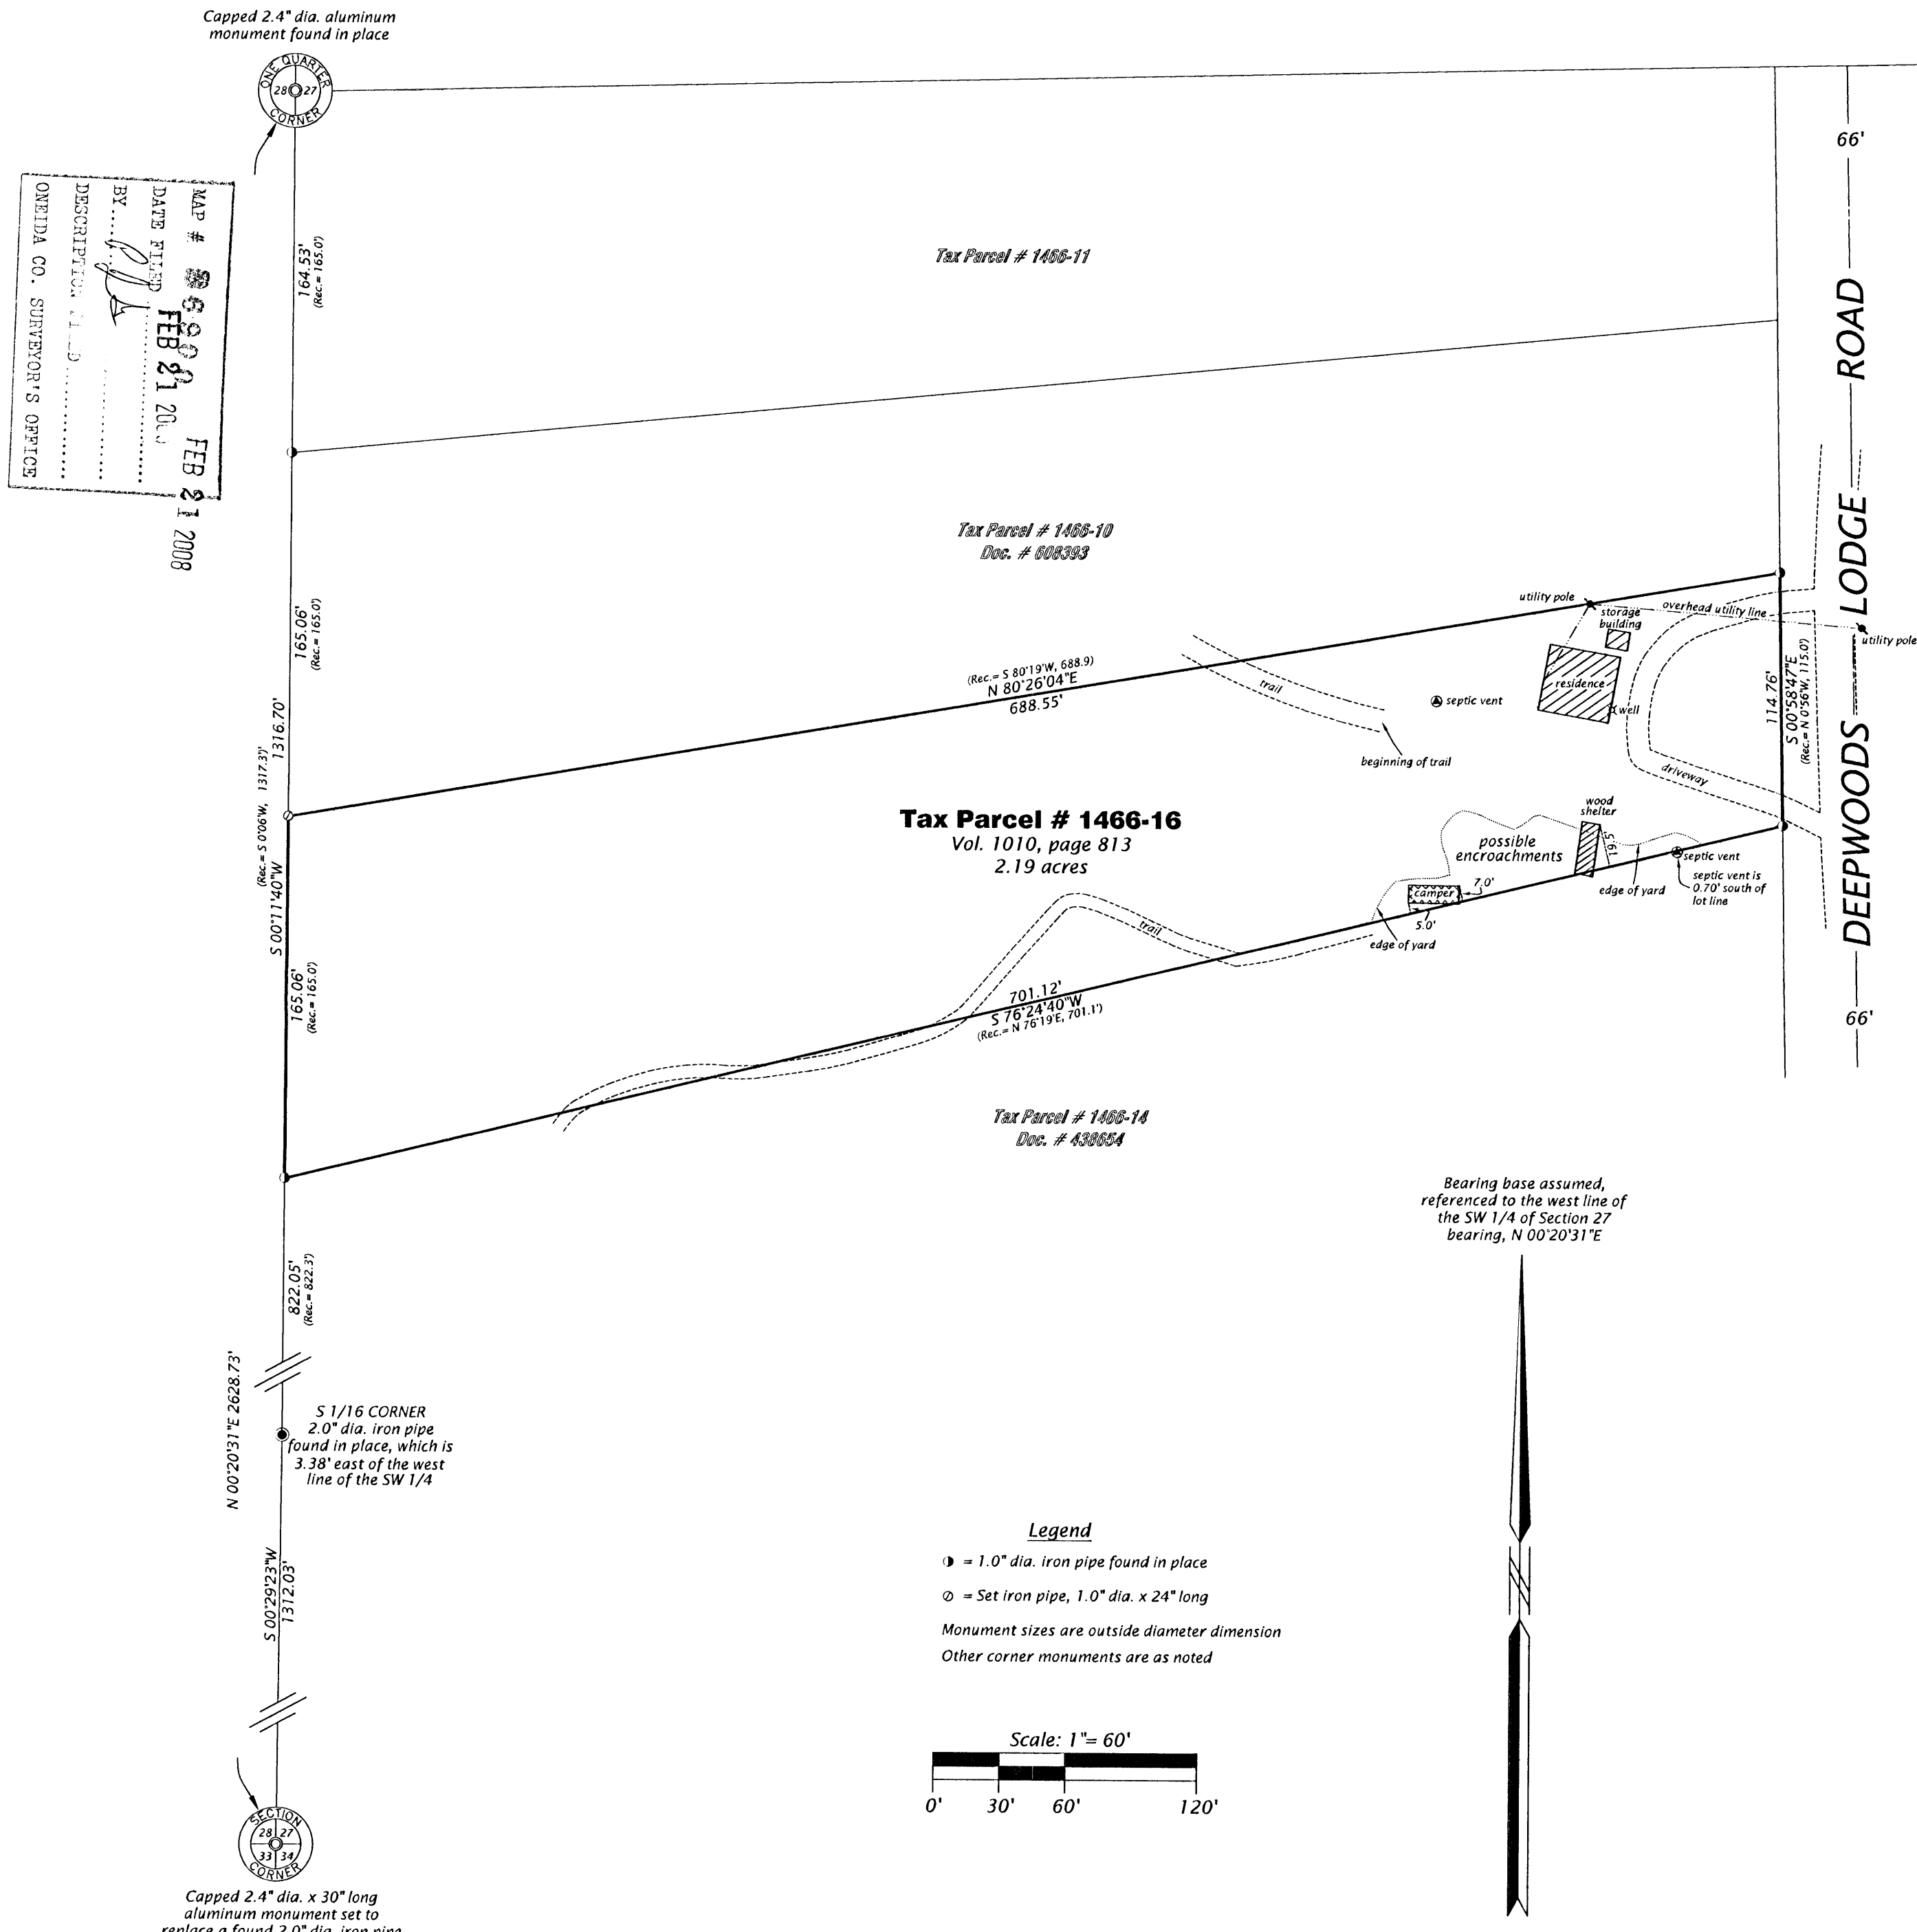 Capped 2.4" dia. aluminum
monument found in place
ONE QUARTER
28 27
CORNER
MAP #
FEB 21 2008
DATE FILED
FEB 21
BY
DESCRIPTION
ONEIDA CO. SURVEYOR'S OFFICE
164.53'
(Rec.= 165.0')
Tax Parcel # 1466-11
66'
DEEPWOODS LODGE ROAD
Tax Parcel # 1466-10
Doc. # 608393
165.06'
(Rec.= 165.0')
utility pole
overhead utility line
storage
building
utility pole
residence
well
septic vent
(Rec.= S 80°19'W, 688.9)
N 80°26'04"E
688.55'
trail
beginning of trail
driveway
114.76'
S 00°58'47"E
(Rec.= N 0°56'W, 115.0')
1316.70'
(Rec.= S 0°06'W, 1317.3')'
S 00°11'40"W
Tax Parcel # 1466-16
Vol. 1010, page 813
2.19 acres
wood
shelter
19.5'
possible
encroachments
septic vent
septic vent is
0.70' south of
lot line
edge of yard
camper
7.0'
5.0'
edge of yard
trail
165.06'
(Rec.= 165.0')
701.12'
S 76°24'40"W
(Rec.= N 76°19'E, 701.1')
66'
Tax Parcel # 1466-14
Doc. # 438654
822.05'
(Rec.= 822.3')
Bearing base assumed,
referenced to the west line of
the SW 1/4 of Section 27
bearing, N 00°20'31"E
N 00°20'31"E 2628.73'
S 1/16 CORNER
2.0" dia. iron pipe
found in place, which is
3.38' east of the west
line of the SW 1/4
S 00°29'23"W
1312.03'
Legend
= 1.0" dia. iron pipe found in place
= Set iron pipe, 1.0" dia. x 24" long
Monument sizes are outside diameter dimension
Other corner monuments are as noted
Scale: 1"= 60'
0' 30' 60' 120'
SECTION
28 27
33 34
CORNER
Capped 2.4" dia. x 30" long
aluminum monument set to
replace a found 2.0" dia. iron pipe